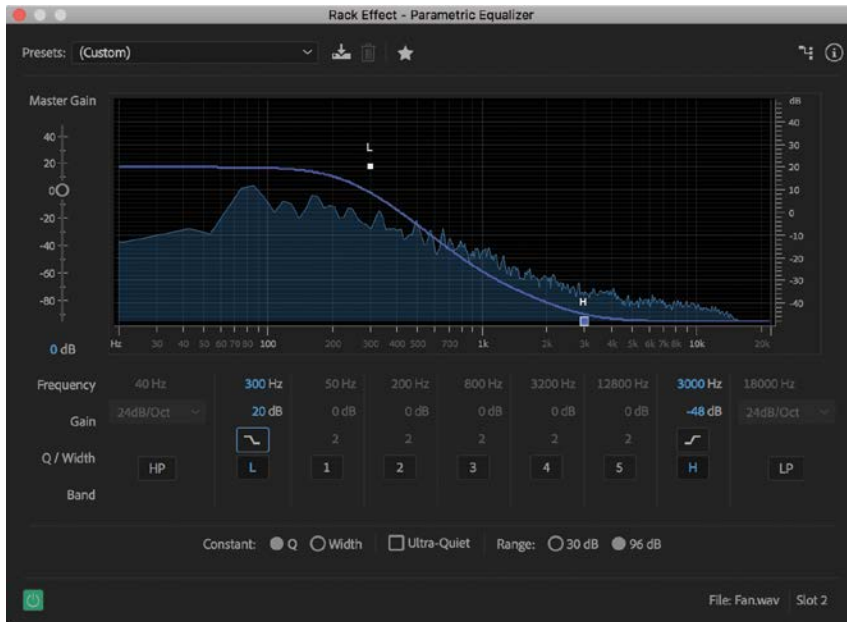 Rack Effect - Parametric Equalizer
Presets: (Custom)
Master Gain
dB
40
20
0
-20
-40
-60
-80
0 dB
40
30
20
10
0
-10
-20
-30
-40
L
H
Hz 30 40 50 60 70 80 100 200 300 400 500 700 1k 2k 3k 4k 5k 6k 7k 8k 10k 20k
Frequency 40 Hz 300 Hz 50 Hz 200 Hz 800 Hz 3200 Hz 12800 Hz 3000 Hz 18000 Hz
Gain 24dB/Oct 20 dB 0 dB 0 dB 0 dB 0 dB 0 dB -48 dB 24dB/Oct
Q / Width 2 2 2 2 2
Band HP L 1 2 3 4 5 H LP
Constant: Q Width Ultra-Quiet Range: 30 dB 96 dB
File: Fan.wav Slot 2